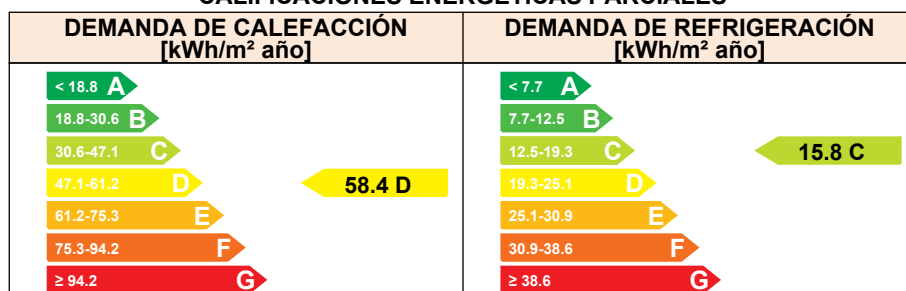 CALIFICACIONES ENERGÉTICAS PARCIALES
DEMANDA DE CALEFACCIÓN
[kWh/m² año]
< 18.8 A
18.8-30.6 B
30.6-47.1 C
47.1-61.2 D
61.2-75.3 E
75.3-94.2 F
≥ 94.2 G
58.4 D
DEMANDA DE REFRIGERACIÓN
[kWh/m² año]
< 7.7 A
7.7-12.5 B
12.5-19.3 C
19.3-25.1 D
25.1-30.9 E
30.9-38.6 F
≥ 38.6 G
15.8 C